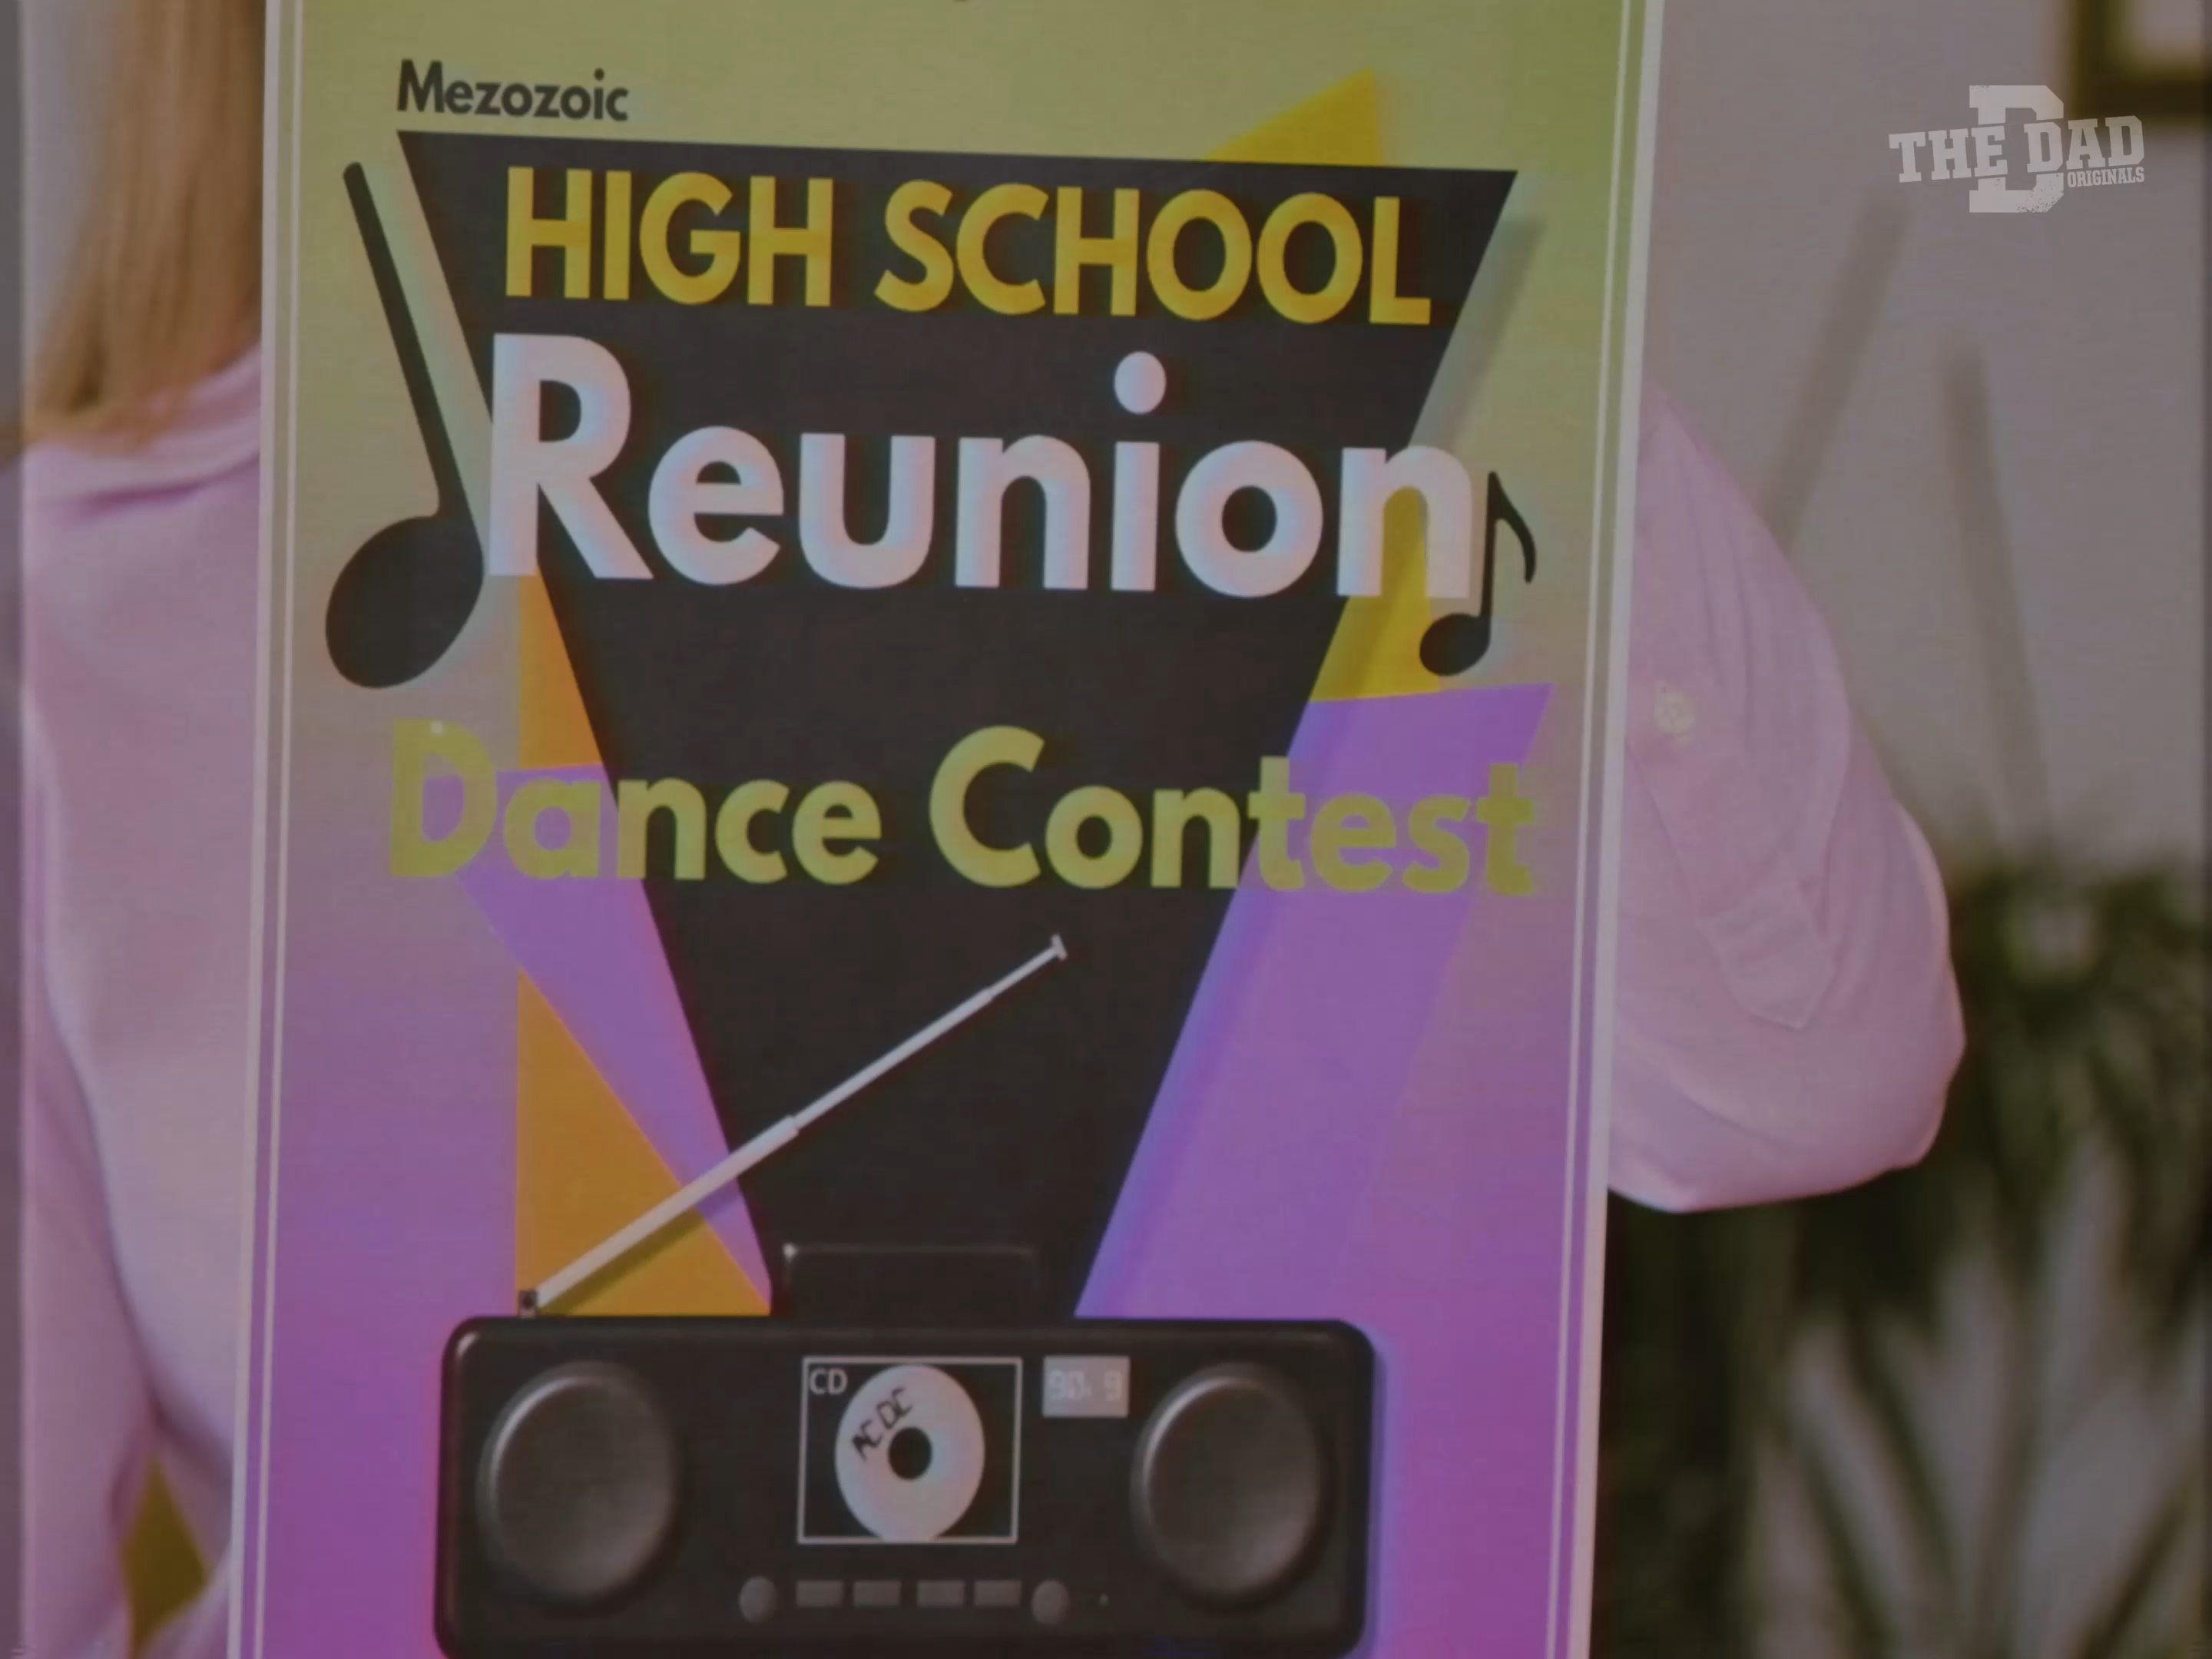 Mezozoic
THE DAD
ORIGINALS
HIGH SCHOOL
Reunion
Dance Contest
CD
AC DC
90.9